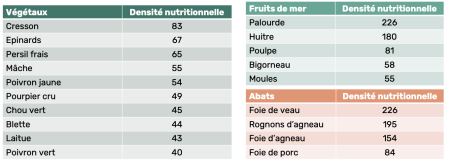 Végétaux Densité nutritionnelle
Cresson 83
Epinards 67
Persil frais 65
Mâche 55
Poivron jaune 54
Pourpier cru 49
Chou vert 45
Blette 44
Laitue 43
Poivron vert 40
Fruits de mer Densité nutritionnelle
Palourde 226
Huitre 180
Poulpe 81
Bigorneau 58
Moules 55
Abats Densité nutritionnelle
Foie de veau 226
Rognons d'agneau 195
Foie d'agneau 154
Foie de porc 84